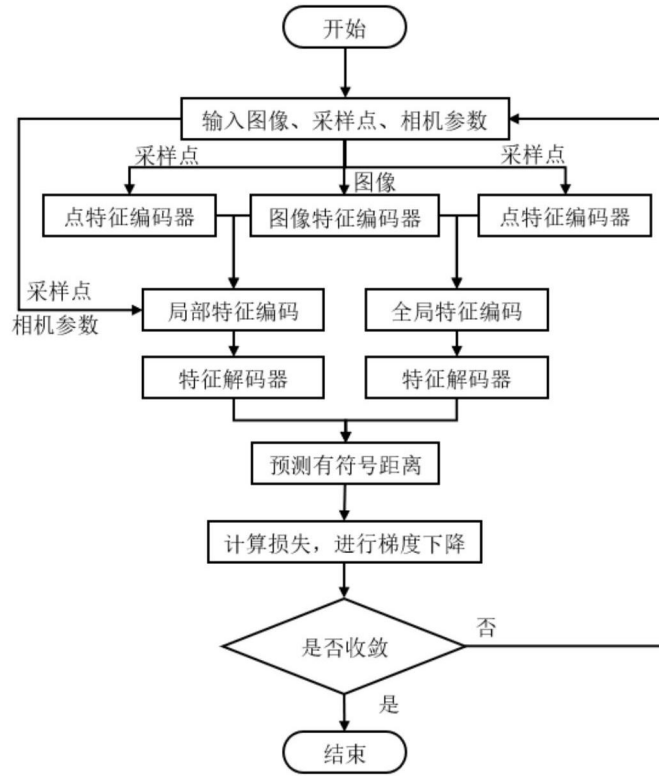 开始
输入图像、采样点、相机参数
采样点
采样点
图像
点特征编码器
图像特征编码器
点特征编码器
采样点
相机参数
局部特征编码
全局特征编码
特征解码器
特征解码器
预测有符号距离
计算损失，进行梯度下降
是否收敛
否
是
结束